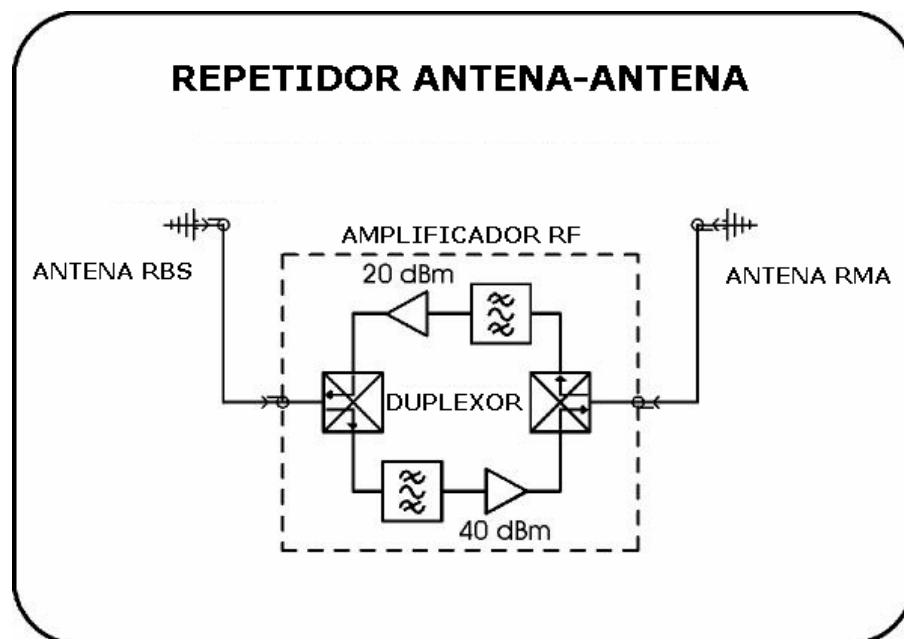 REPETIDOR ANTENA-ANTENA
AMPLIFICADOR RF
ANTENA RBS
20 dBm
ANTENA RMA
DUPLEXOR
40 dBm